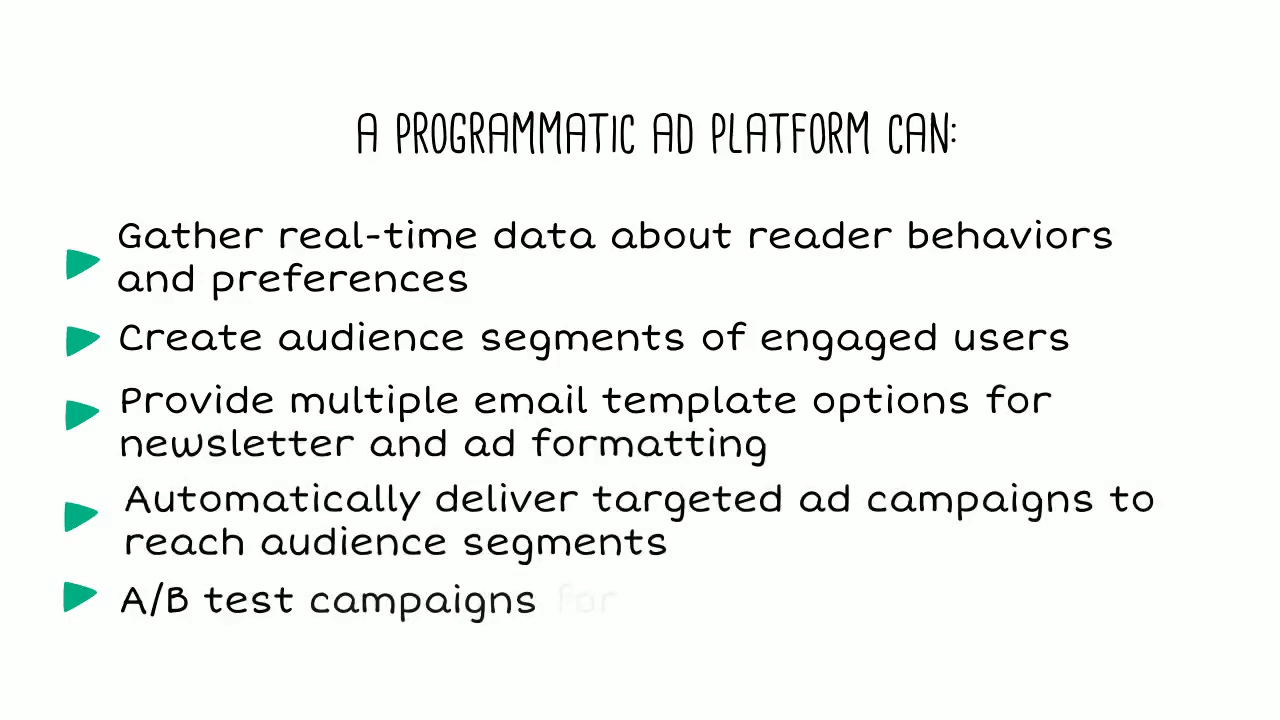 A PROGRAMMATIC AD PLATFORM CAN:
Gather real-time data about reader behaviors
and preferences
Create audience segments of engaged users
Provide multiple email template options for
newsletter and ad formatting
Automatically deliver targeted ad campaigns to
reach audience segments
A/B test campaigns for